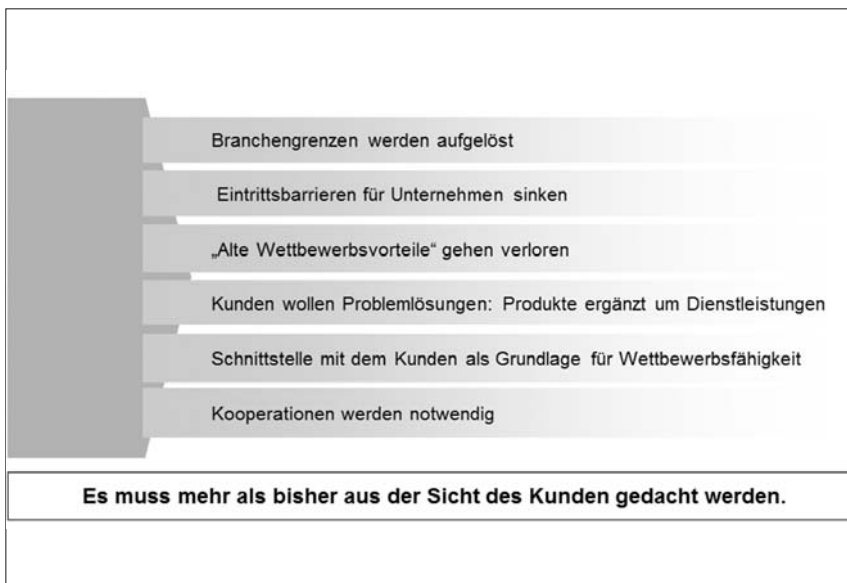 Branchengrenzen werden aufgelöst
Eintrittsbarrieren für Unternehmen sinken
„Alte Wettbewerbsvorteile“ gehen verloren
Kunden wollen Problemlösungen: Produkte ergänzt um Dienstleistungen
Schnittstelle mit dem Kunden als Grundlage für Wettbewerbsfähigkeit
Kooperationen werden notwendig
Es muss mehr als bisher aus der Sicht des Kunden gedacht werden.